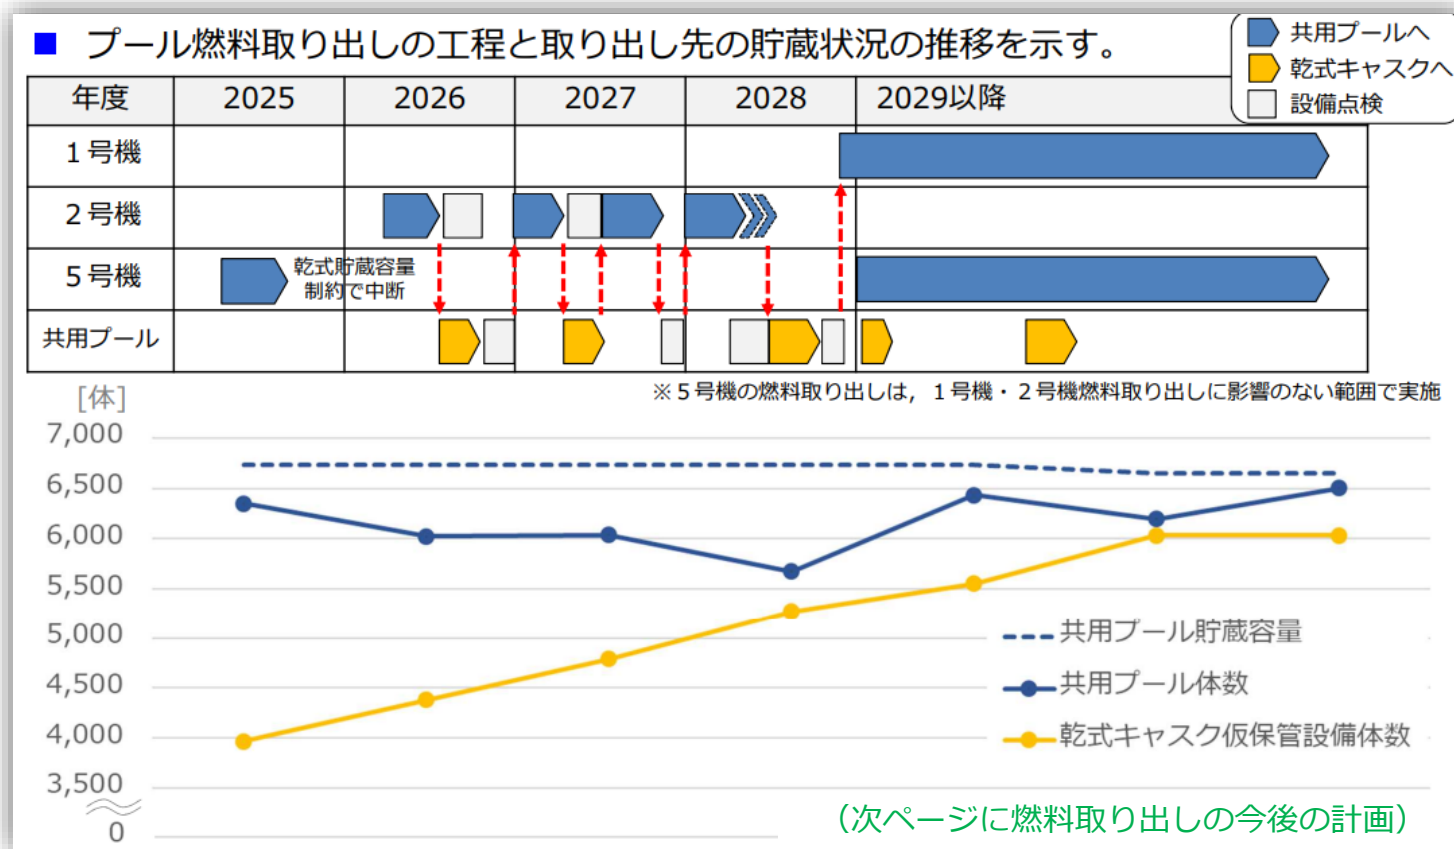 ■ プール燃料取り出しの工程と取り出し先の貯蔵状況の推移を示す。
共用プールへ
乾式キャスクへ
設備点検
年度 2025 2026 2027 2028 2029以降
1号機
2号機
5号機
乾式貯蔵容量
制約で中断
共用プール
[体]
※5号機の燃料取り出しは，1号機・2号機燃料取り出しに影響のない範囲で実施
7,000
6,500
6,000
5,500
5,000
4,500
4,000
3,500
0
共用プール貯蔵容量
共用プール体数
乾式キャスク仮保管設備体数
（次ページに燃料取り出しの今後の計画）